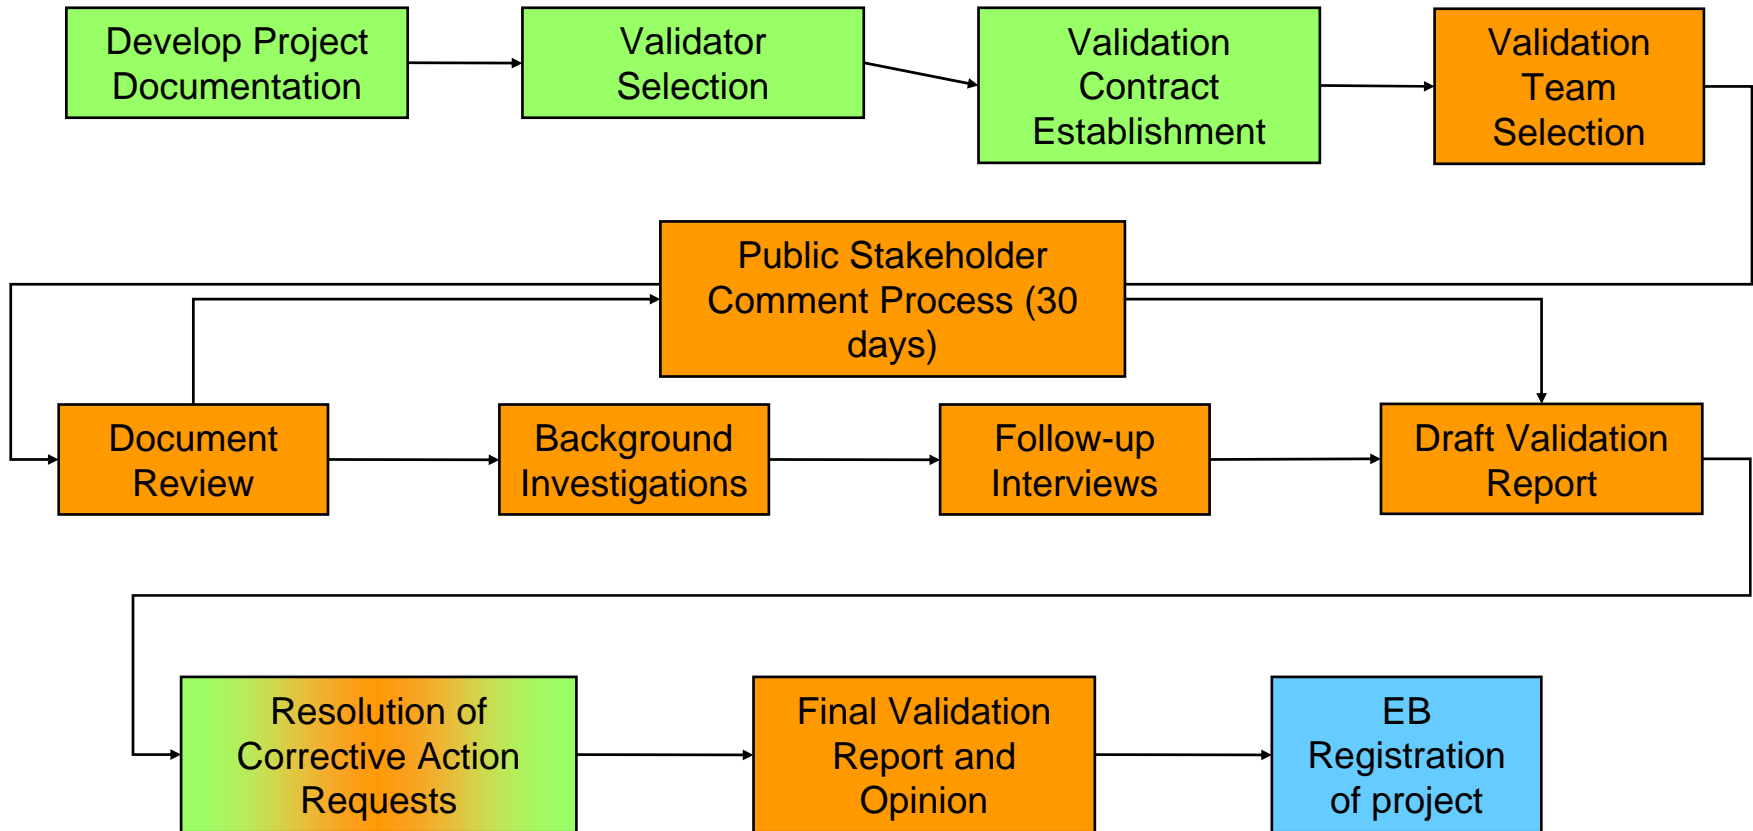 Develop Project
Documentation
Validator
Selection
Validation
Contract
Establishment
Validation
Team
Selection
Public Stakeholder
Comment Process (30
days)
Document
Review
Background
Investigations
Follow-up
Interviews
Draft Validation
Report
Resolution of
Corrective Action
Requests
Final Validation
Report and
Opinion
EB
Registration
of project